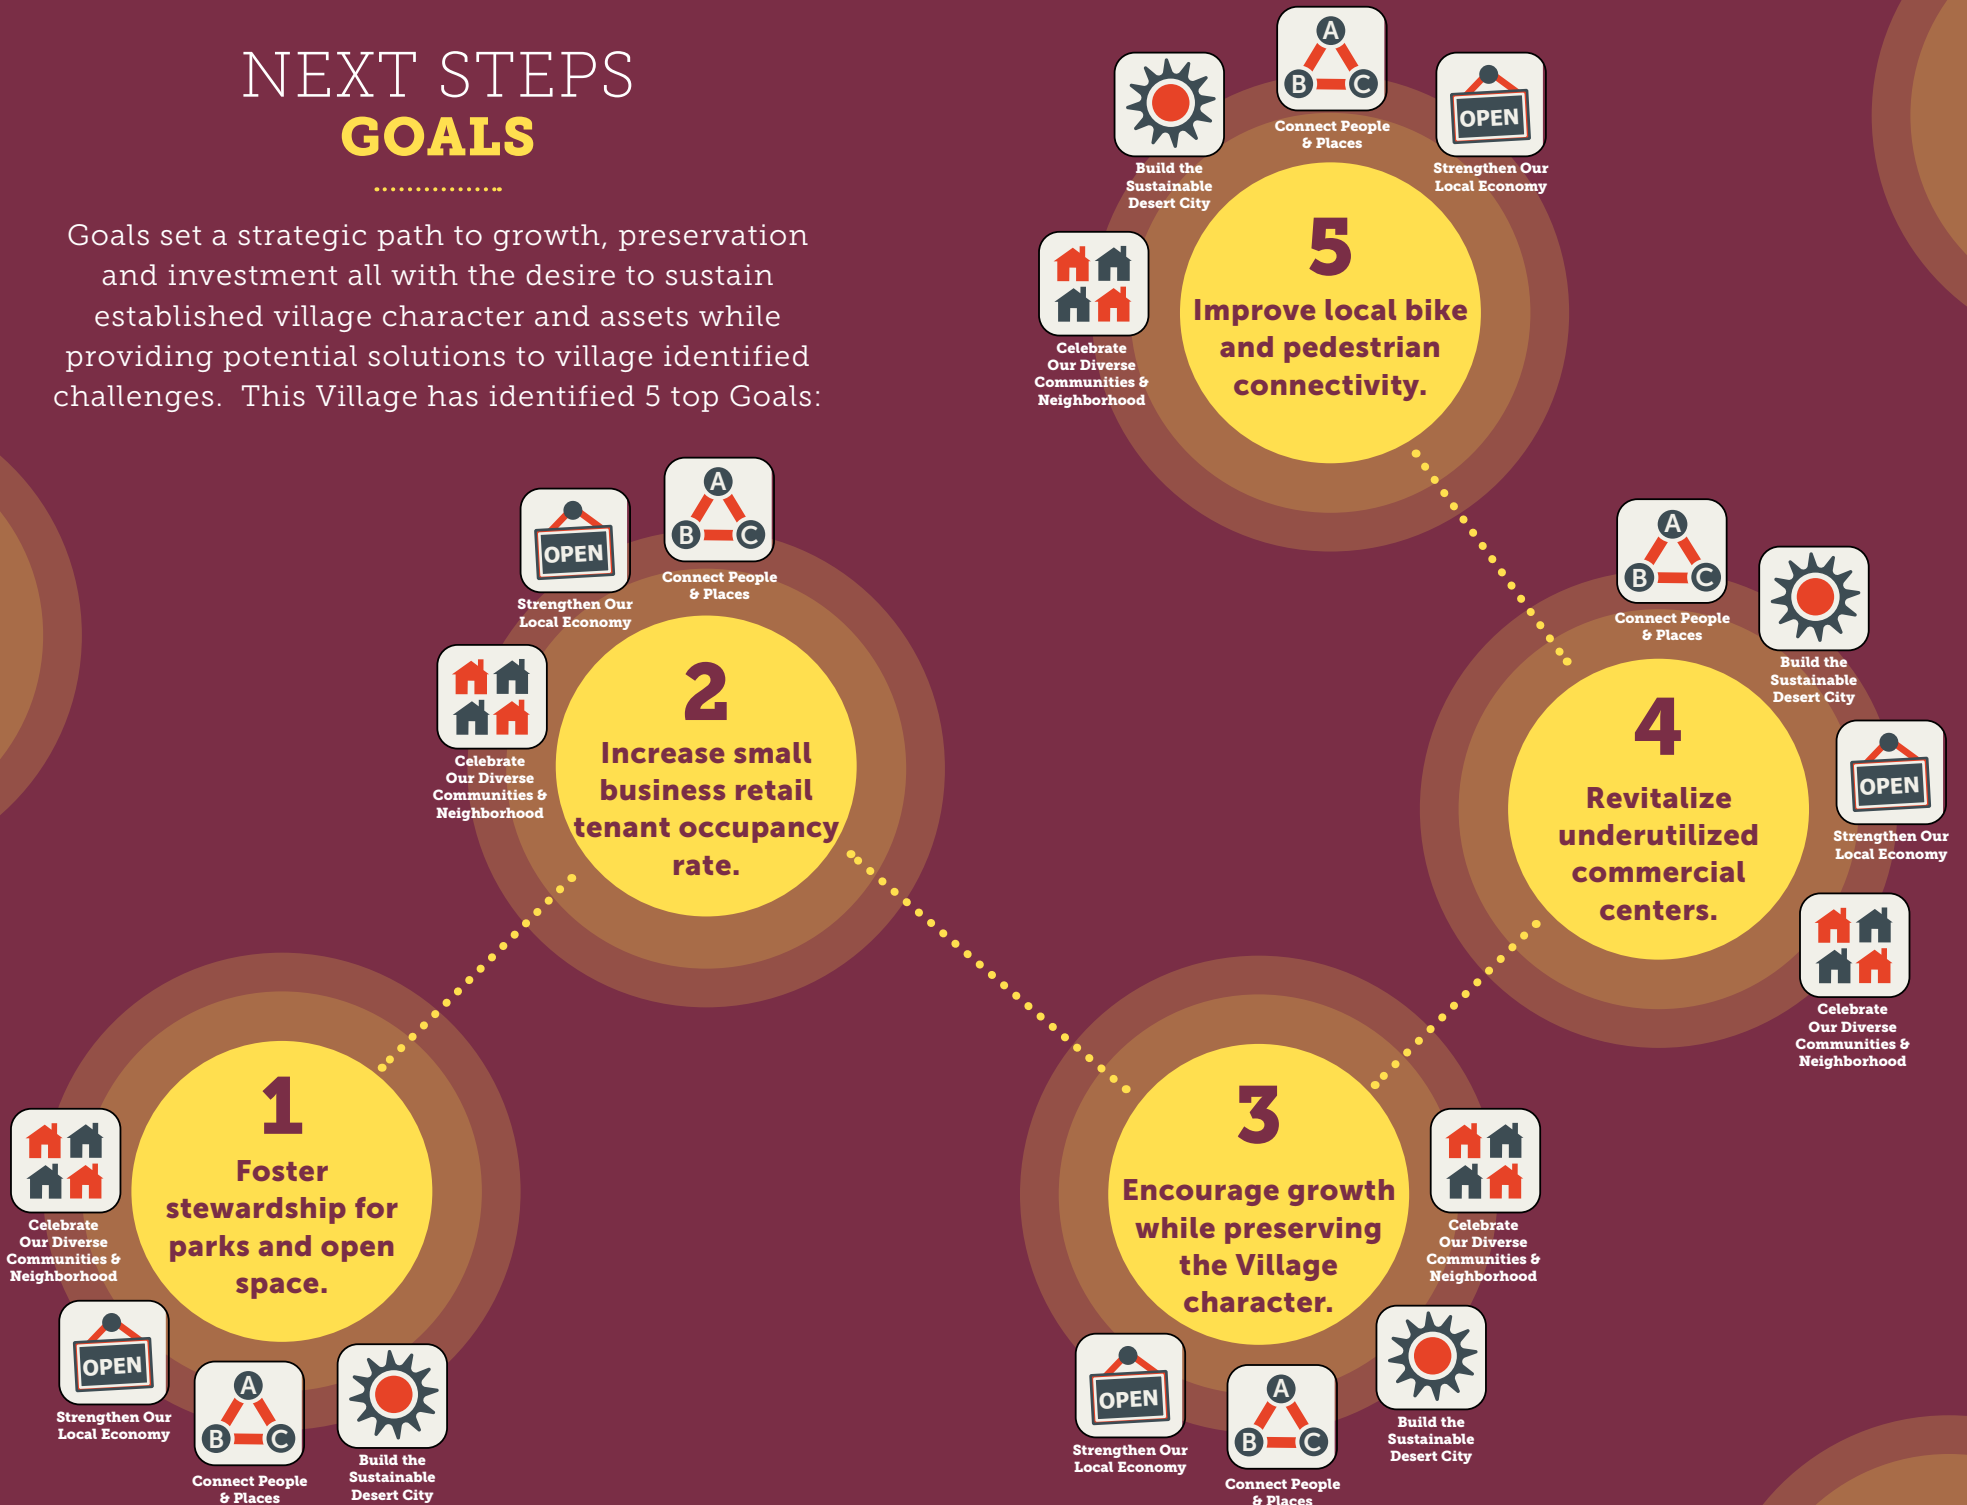 NEXT STEPS
GOALS
Goals set a strategic path to growth, preservation
and investment all with the desire to sustain
established village character and assets while
providing potential solutions to village identified
challenges.  This Village has identified 5 top Goals:
1
Foster
stewardship for
parks and open
space.
Celebrate
Our Diverse
Communities &
Neighborhood
OPEN
Strengthen Our
Local Economy
A
B C
Connect People
& Places
Build the
Sustainable
Desert City
2
Increase small
business retail
tenant occupancy
rate.
Celebrate
Our Diverse
Communities &
Neighborhood
OPEN
Strengthen Our
Local Economy
A
B C
Connect People
& Places
3
Encourage growth
while preserving
the Village
character.
OPEN
Strengthen Our
Local Economy
A
B C
Connect People
& Places
Build the
Sustainable
Desert City
Celebrate
Our Diverse
Communities &
Neighborhood
4
Revitalize
underutilized
commercial
centers.
A
B C
Connect People
& Places
Build the
Sustainable
Desert City
OPEN
Strengthen Our
Local Economy
Celebrate
Our Diverse
Communities &
Neighborhood
5
Improve local bike
and pedestrian
connectivity.
Celebrate
Our Diverse
Communities &
Neighborhood
Build the
Sustainable
Desert City
A
B C
Connect People
& Places
OPEN
Strengthen Our
Local Economy